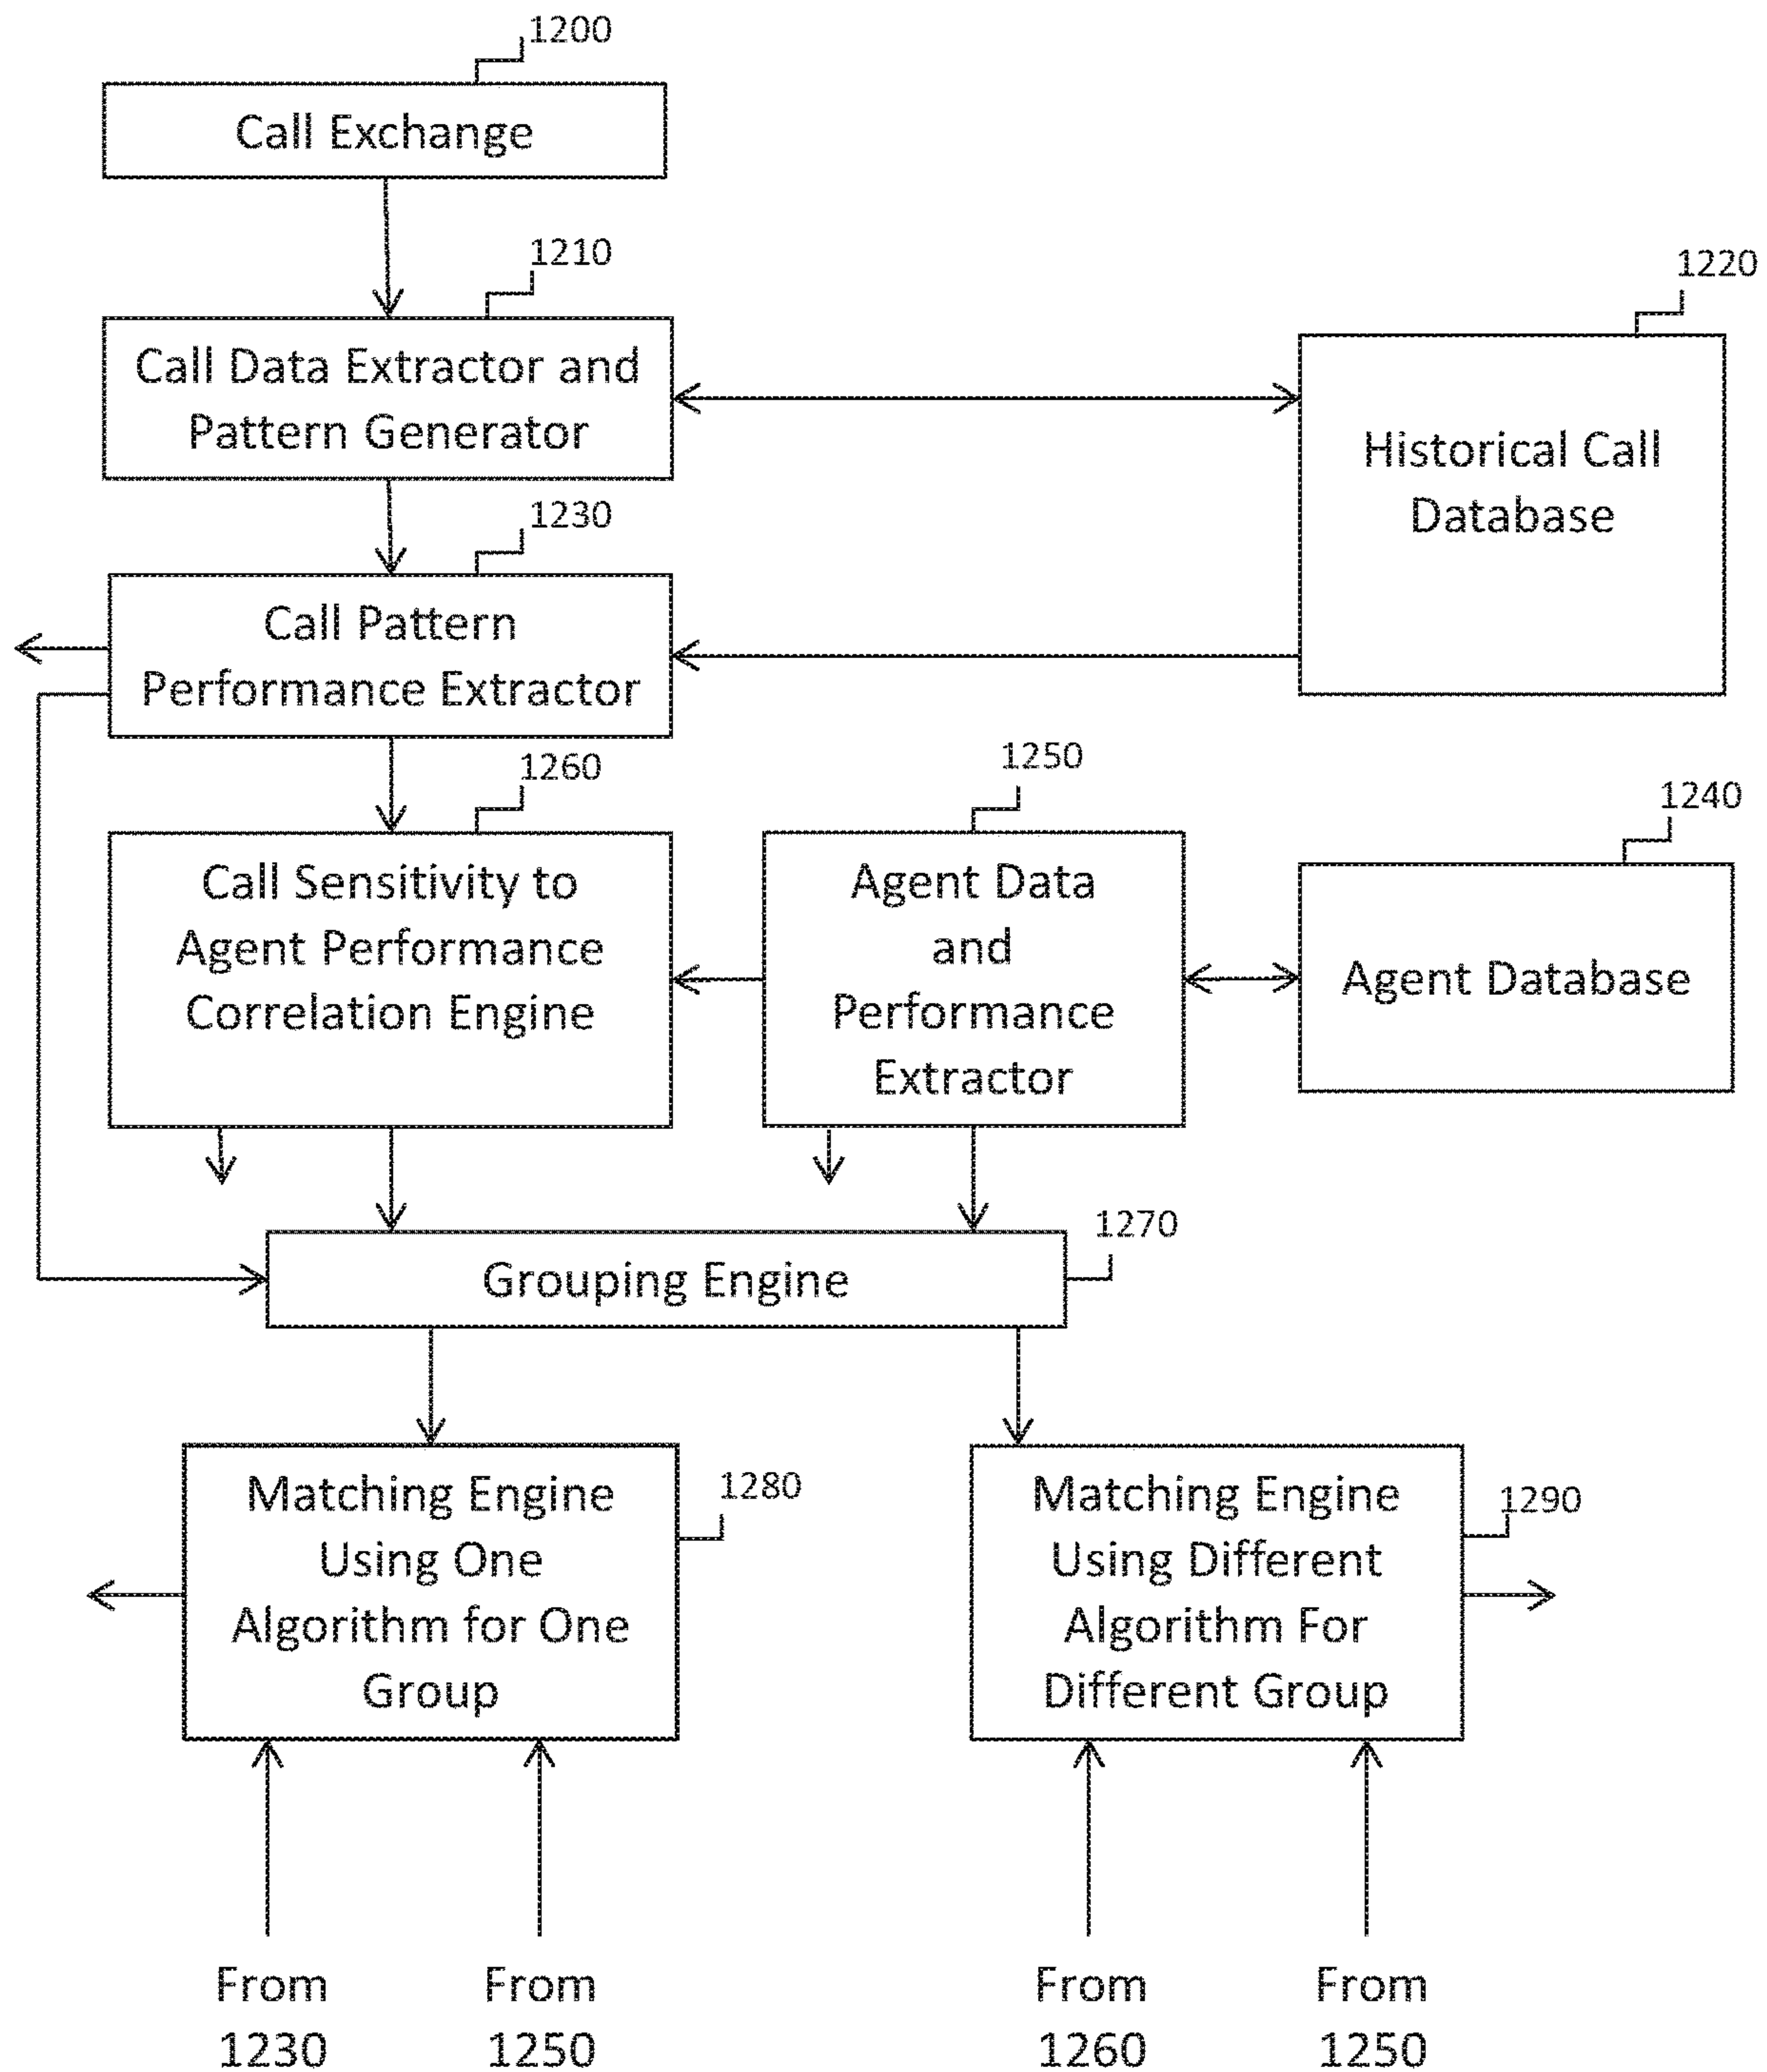 1200
Call Exchange
1210
1220
Call Data Extractor and
Pattern Generator
Historical Call
Database
1230
Call Pattern
Performance Extractor
1260
1250
1240
Call Sensitivity to
Agent Performance
Correlation Engine
Agent Data
and
Performance
Extractor
Agent Database
1270
Grouping Engine
1280
Matching Engine
Using One
Algorithm for One
Group
1290
Matching Engine
Using Different
Algorithm For
Different Group
From
1230
From
1250
From
1260
From
1250